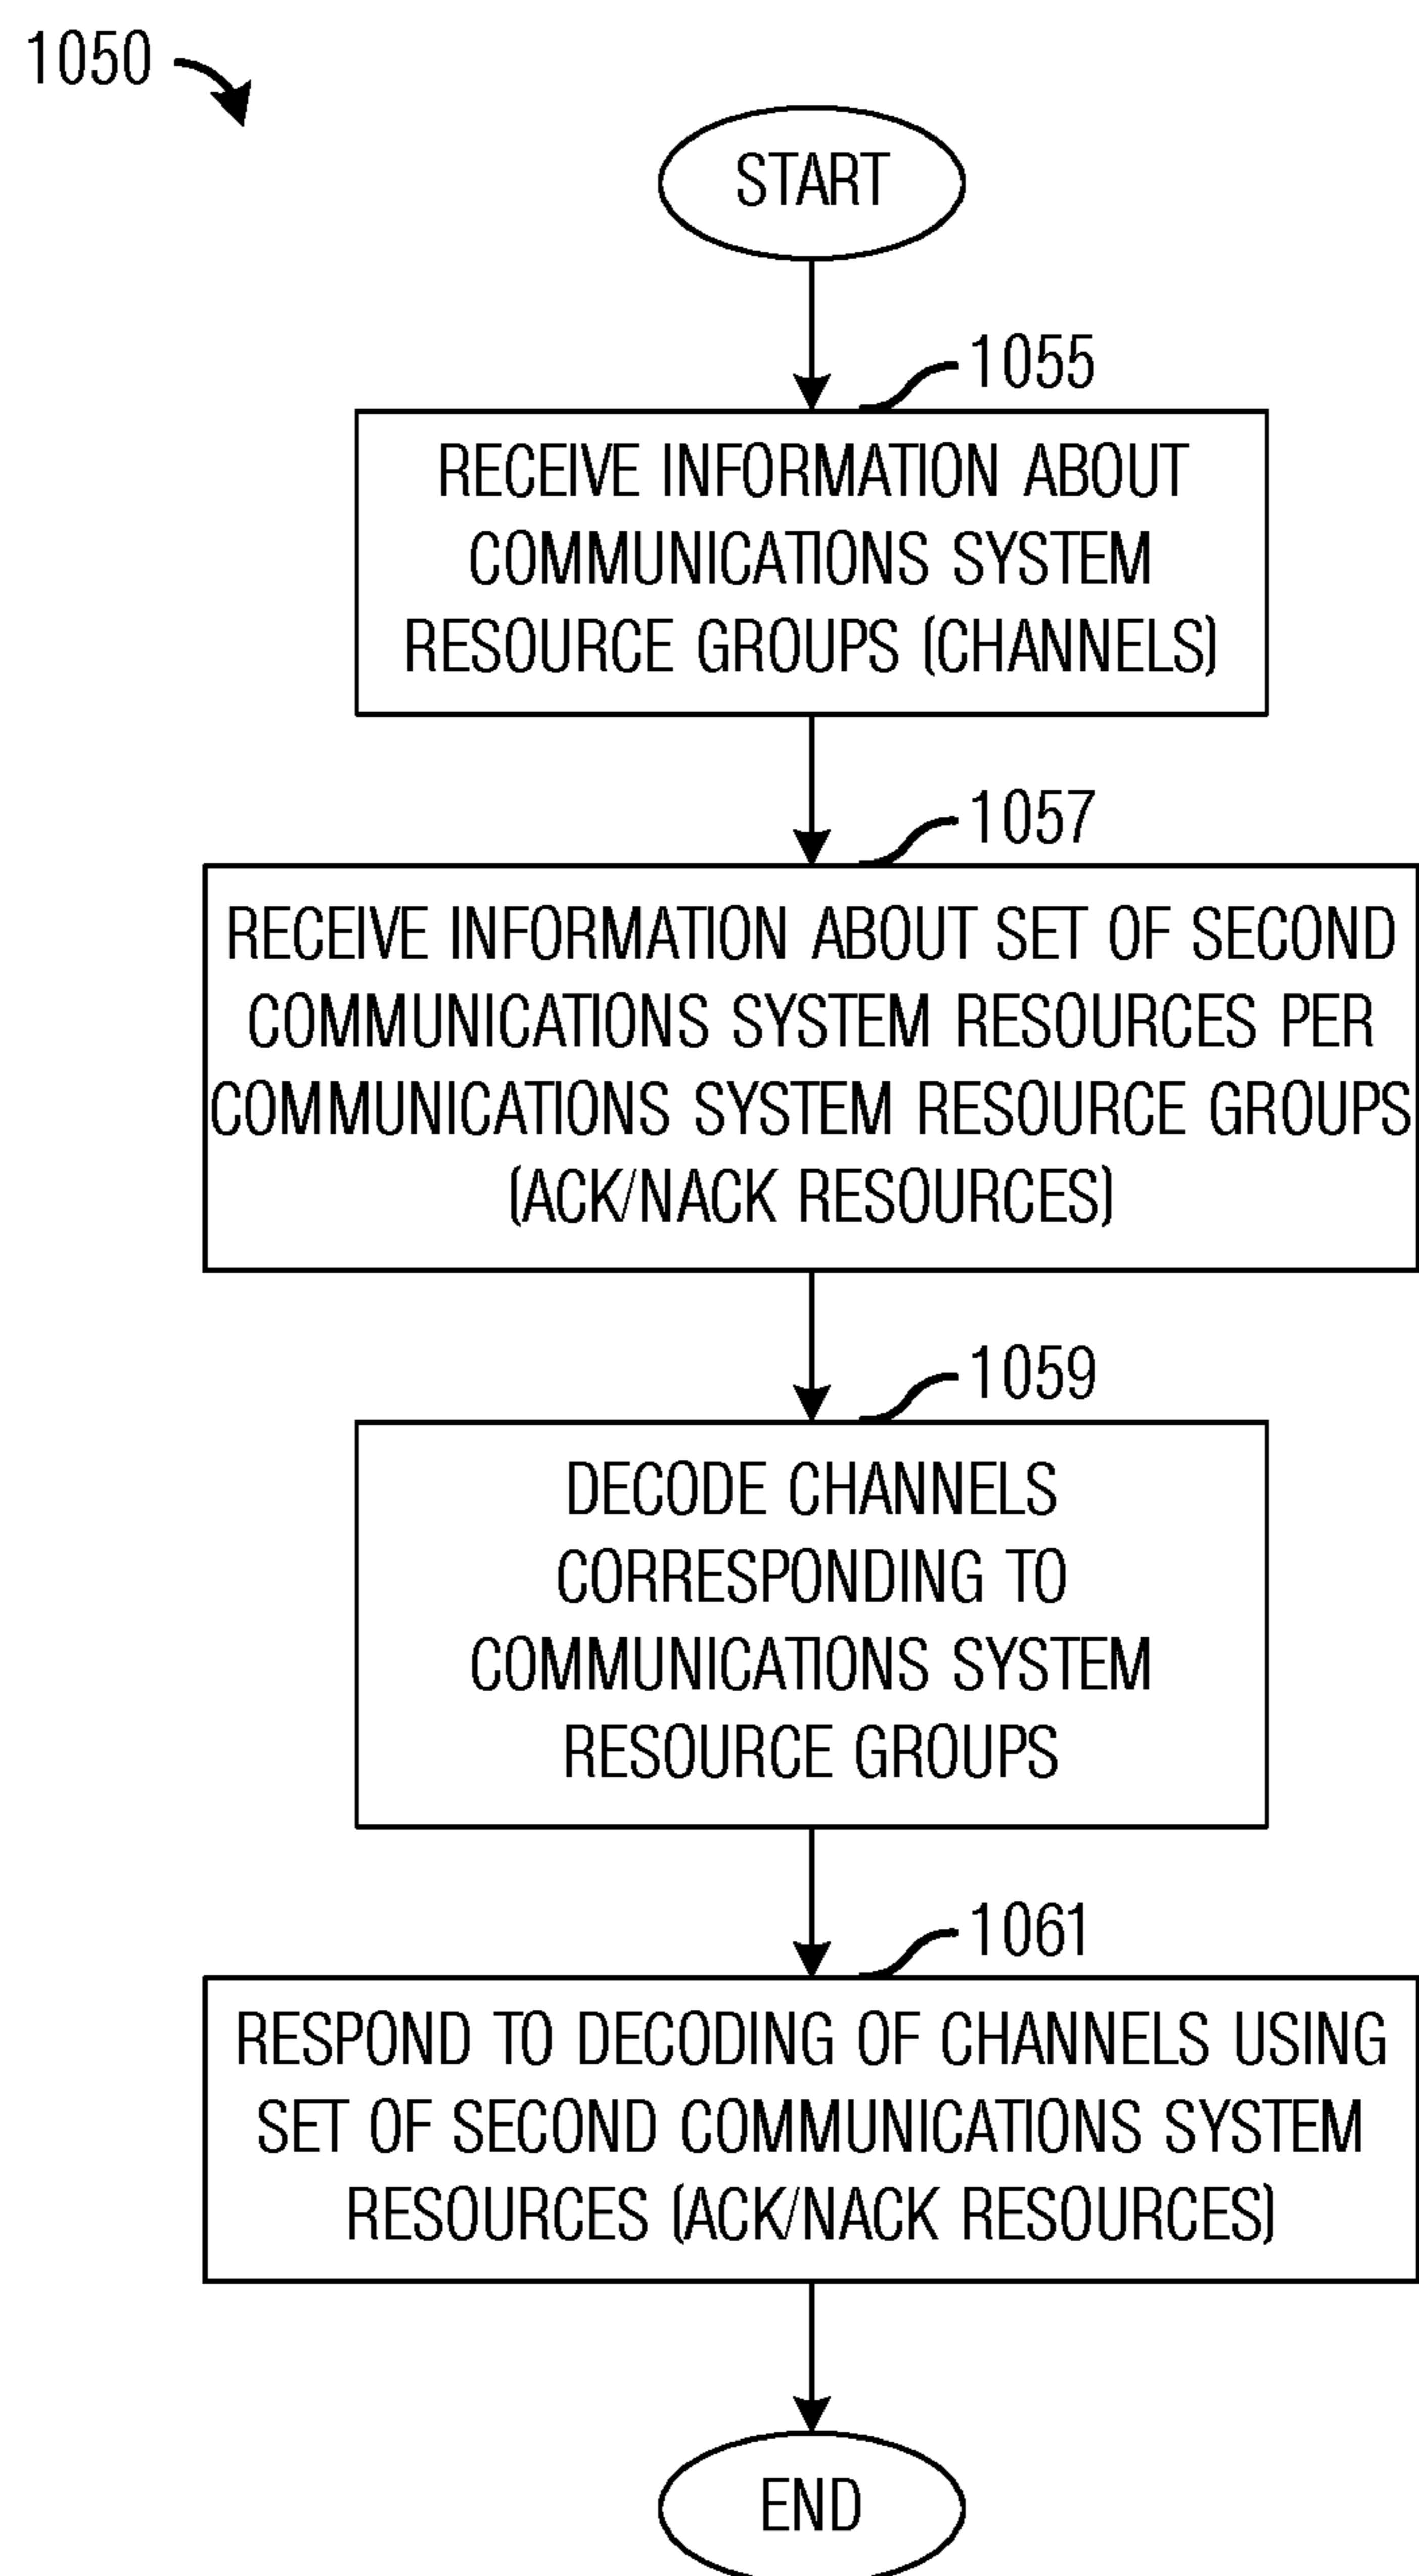 1050
START
1055
RECEIVE INFORMATION ABOUT
COMMUNICATIONS SYSTEM
RESOURCE GROUPS (CHANNELS)
1057
RECEIVE INFORMATION ABOUT SET OF SECOND
COMMUNICATIONS SYSTEM RESOURCES PER
COMMUNICATIONS SYSTEM RESOURCE GROUPS
(ACK/NACK RESOURCES)
1059
DECODE CHANNELS
CORRESPONDING TO
COMMUNICATIONS SYSTEM
RESOURCE GROUPS
1061
RESPOND TO DECODING OF CHANNELS USING
SET OF SECOND COMMUNICATIONS SYSTEM
RESOURCES (ACK/NACK RESOURCES)
END